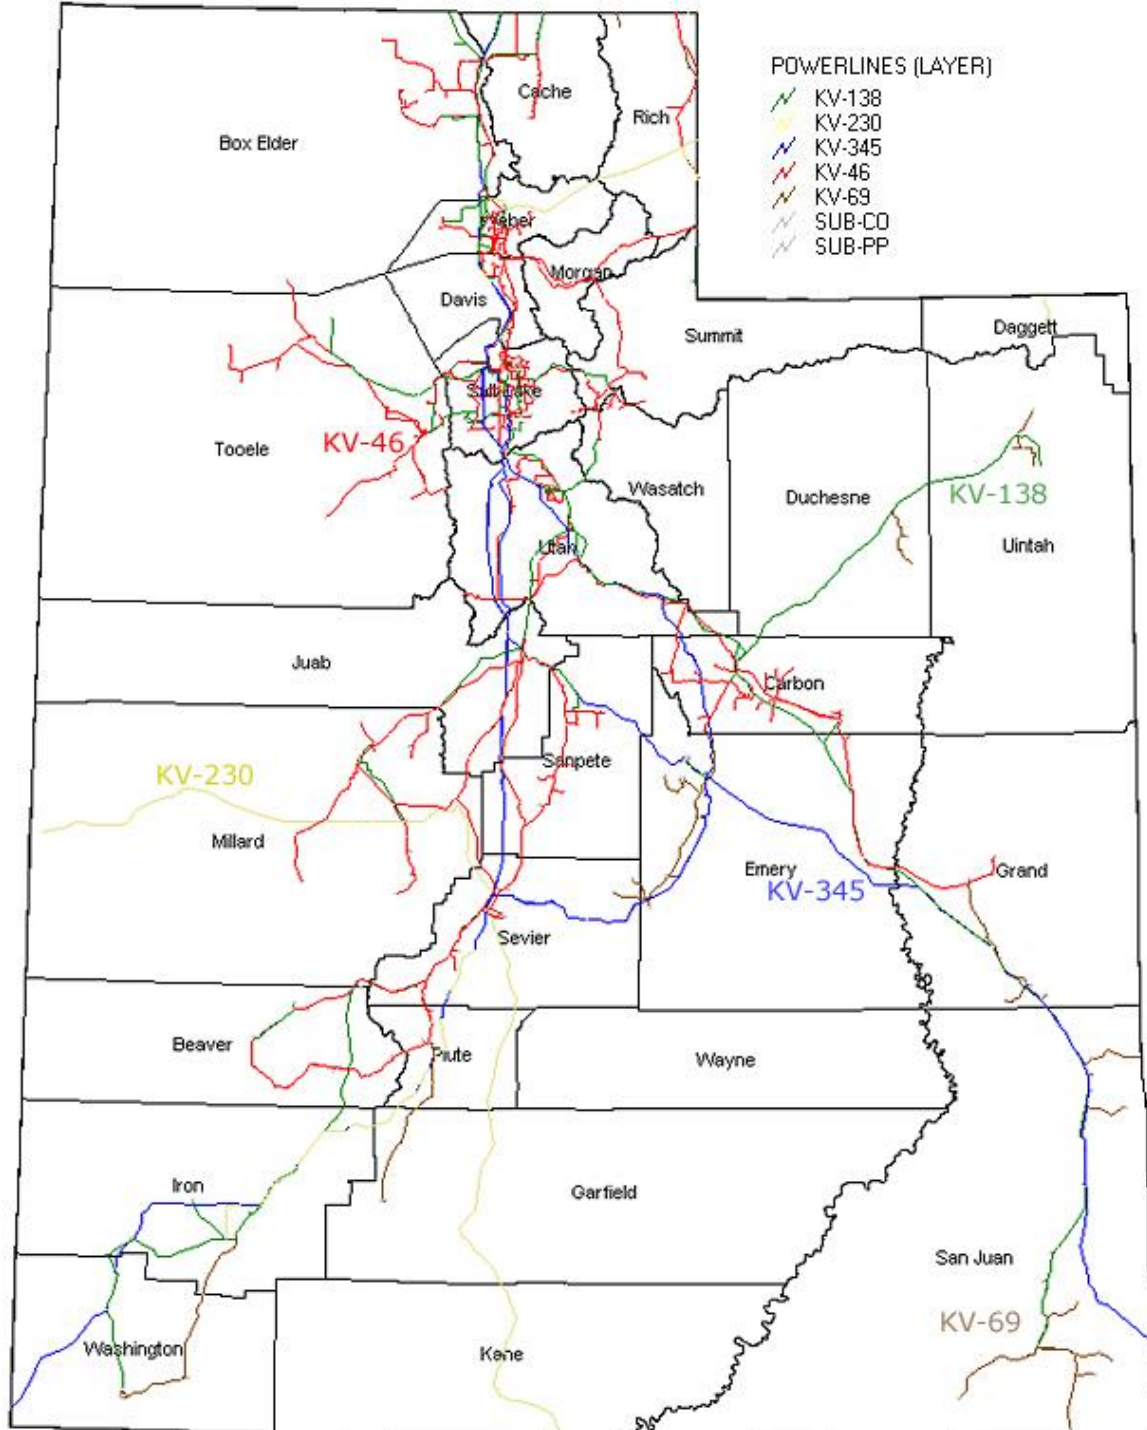 POWERLINES (LAYER)
KV-138
KV-230
KV-345
KV-46
KV-69
SUB-CO
SUB-PP
Cache
Rich
Box Elder
Weber
Morgan
Davis
Summit
Daggett
Salt Lake
KV-46
Tooele
Wasatch
Duchesne
KV-138
Utah
Uintah
Juab
Carbon
KV-230
Sanpete
Millard
Emery
Grand
KV-345
Sevier
Beaver
Piute
Wayne
Iron
Garfield
San Juan
KV-69
Washington
Kane